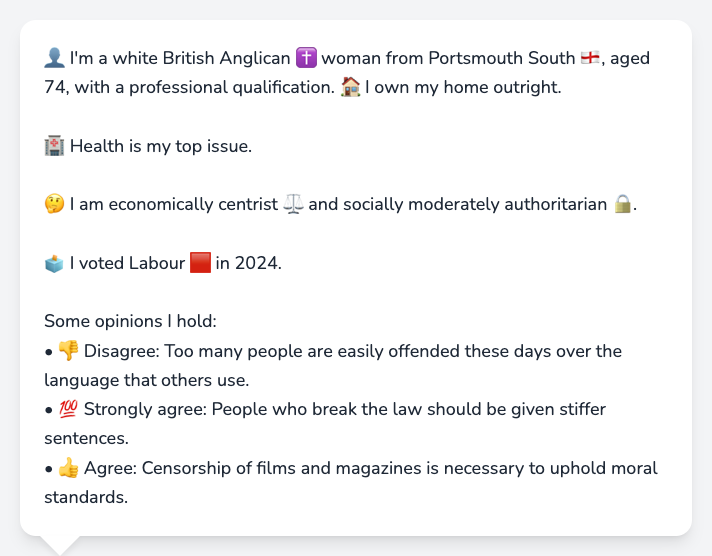 👤 I'm a white British Anglican ✝️ woman from Portsmouth South 🏴󠁧󠁢󠁥󠁮󠁧󠁿, aged
74, with a professional qualification. 🏠 I own my home outright.
🏥 Health is my top issue.
🤔 I am economically centrist ⚖️ and socially moderately authoritarian 🔒.
🗳️ I voted Labour 🟥 in 2024.
Some opinions I hold:
• 👎 Disagree: Too many people are easily offended these days over the
language that others use.
• 💯 Strongly agree: People who break the law should be given stiffer
sentences.
• 👍 Agree: Censorship of films and magazines is necessary to uphold moral
standards.